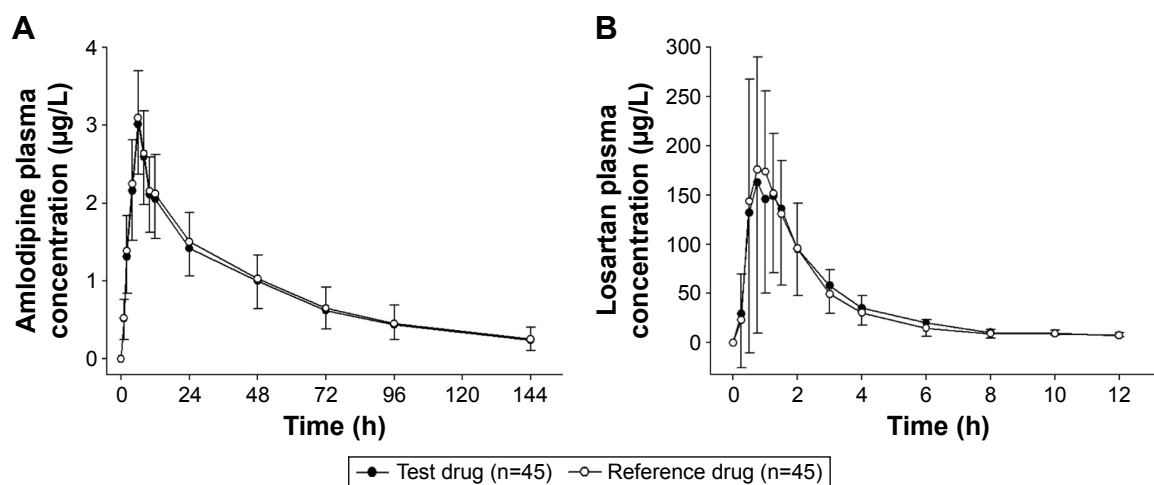 A
Amlodipine plasma
concentration (µg/L)
4
3
2
1
0
0 24 48 72 96 120 144
Time (h)
B
Losartan plasma
concentration (µg/L)
300
250
200
150
100
50
0
0 2 4 6 8 10 12
Time (h)
Test drug (n=45) Reference drug (n=45)